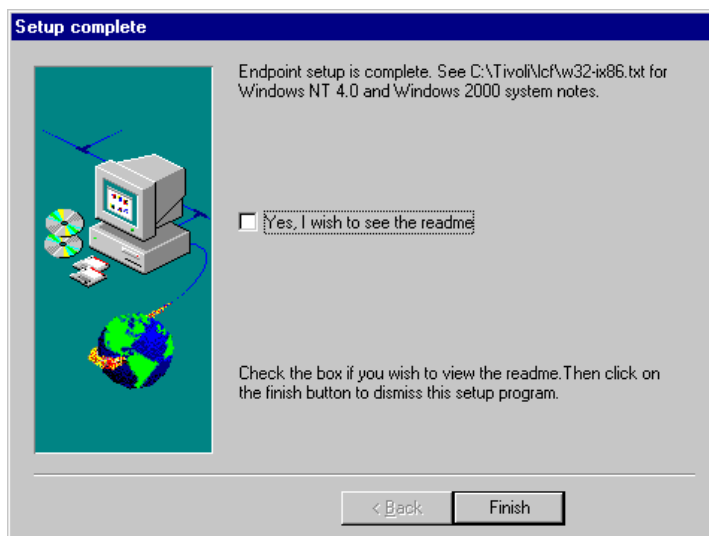 Setup complete
Endpoint setup is complete. See C:\Tivoli\lcf\w32-ix86.txt for
Windows NT 4.0 and Windows 2000 system notes.
Yes, I wish to see the readme
Check the box if you wish to view the readme.Then click on
the finish button to dismiss this setup program.
< Back
Finish